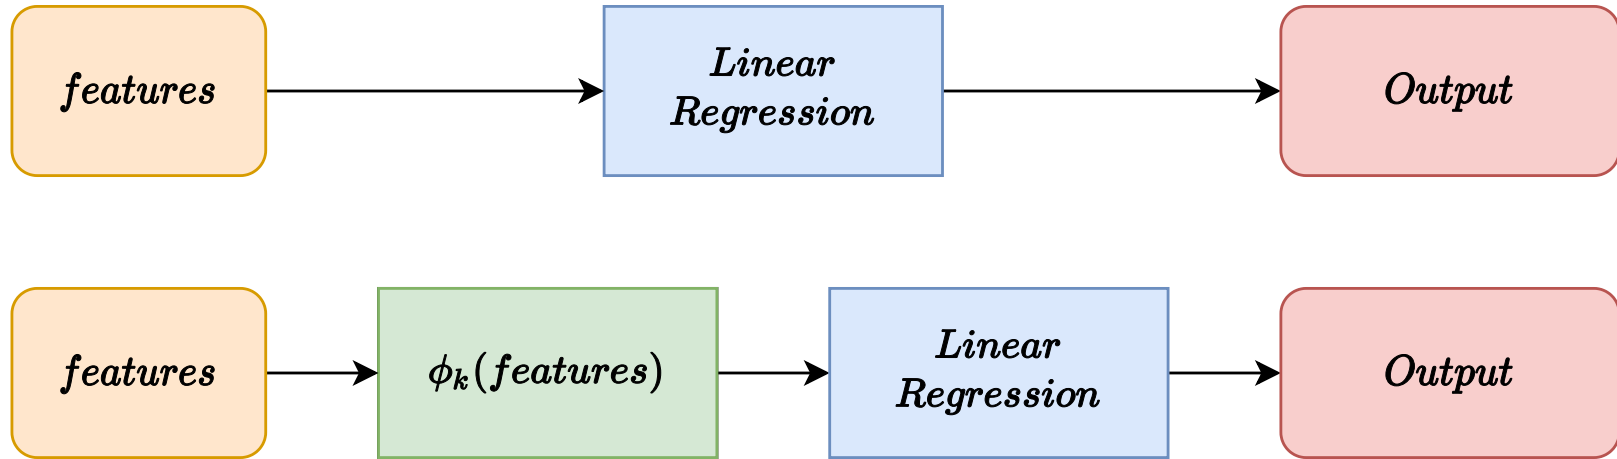 features
Linear
Regression
Output
features
ϕₖ(features)
Linear
Regression
Output